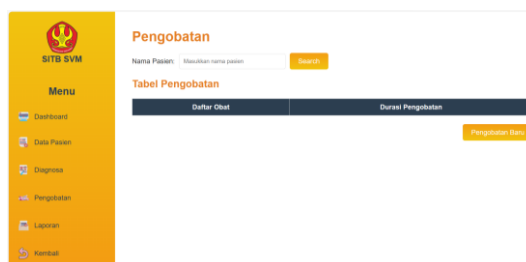 SITB SVM
Menu
Dashboard
Data Pasien
Diagnosa
Pengobatan
Laporan
Kembali
Pengobatan
Nama Pasien: Masukkan nama pasien Search
Tabel Pengobatan
Daftar Obat Durasi Pengobatan
Pengobatan Baru